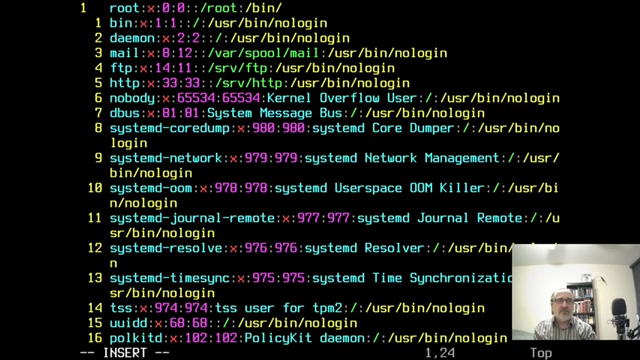 1 root:x:0:0::/root:/bin/
1 bin:x:1:1::/:/usr/bin/nologin
2 daemon:x:2:2::/:/usr/bin/nologin
3 mail:x:8:12::/var/spool/mail:/usr/bin/nologin
4 ftp:x:14:11::/srv/ftp:/usr/bin/nologin
5 http:x:33:33::/srv/http:/usr/bin/nologin
6 nobody:x:65534:65534:Kernel Overflow User:/:/usr/bin/nologin
7 dbus:x:81:81:System Message Bus:/:/usr/bin/nologin
8 systemd-coredump:x:980:980:systemd Core Dumper:/:/usr/bin/no
login
9 systemd-network:x:979:979:systemd Network Management:/:/usr/
bin/nologin
10 systemd-oom:x:978:978:systemd Userspace OOM Killer:/:/usr/bi
n/nologin
11 systemd-journal-remote:x:977:977:systemd Journal Remote:/:/u
sr/bin/nologin
12 systemd-resolve:x:976:976:systemd Resolver:/:/usr/bin/nologi
n
13 systemd-timesync:x:975:975:systemd Time Synchronizatio
sr/bin/nologin
14 tss:x:974:974:tss user for tpm2:/:/usr/bin/nologin
15 uuidd:x:68:68::/:/usr/bin/nologin
16 polkitd:x:102:102:PolicyKit daemon:/:/usr/bin/nologin
-- INSERT -- 1,24 Top